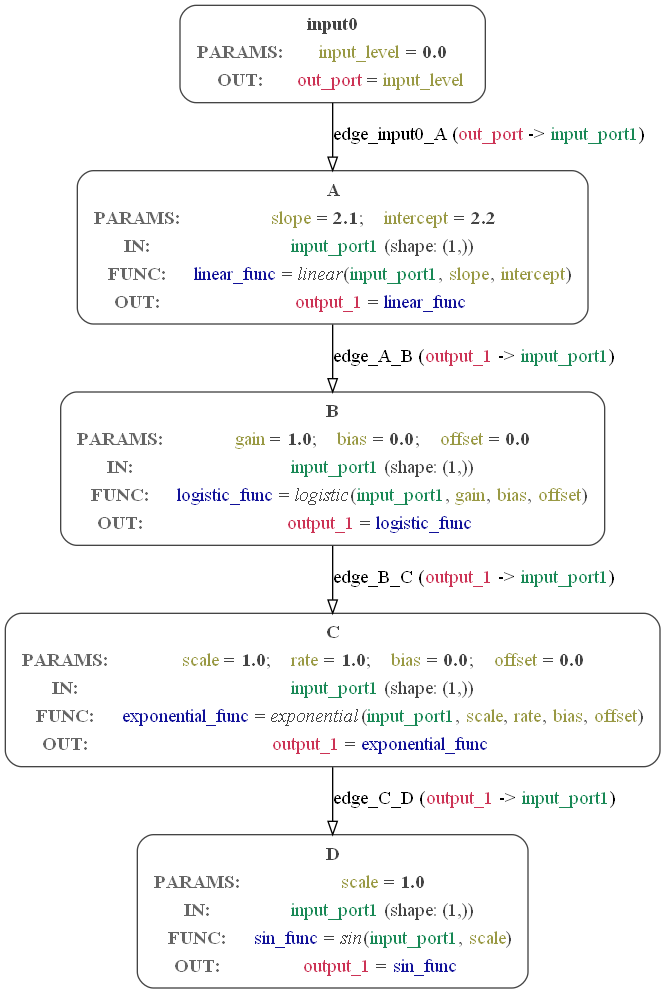 input0
PARAMS: input_level = 0.0
OUT: out_port = input_level
edge_input0_A (out_port -> input_port1)
A
PARAMS: slope = 2.1; intercept = 2.2
IN: input_port1 (shape: (1,))
FUNC: linear_func = linear(input_port1, slope, intercept)
OUT: output_1 = linear_func
edge_A_B (output_1 -> input_port1)
B
PARAMS: gain = 1.0; bias = 0.0; offset = 0.0
IN: input_port1 (shape: (1,))
FUNC: logistic_func = logistic(input_port1, gain, bias, offset)
OUT: output_1 = logistic_func
edge_B_C (output_1 -> input_port1)
C
PARAMS: scale = 1.0; rate = 1.0; bias = 0.0; offset = 0.0
IN: input_port1 (shape: (1,))
FUNC: exponential_func = exponential(input_port1, scale, rate, bias, offset)
OUT: output_1 = exponential_func
edge_C_D (output_1 -> input_port1)
D
PARAMS: scale = 1.0
IN: input_port1 (shape: (1,))
FUNC: sin_func = sin(input_port1, scale)
OUT: output_1 = sin_func